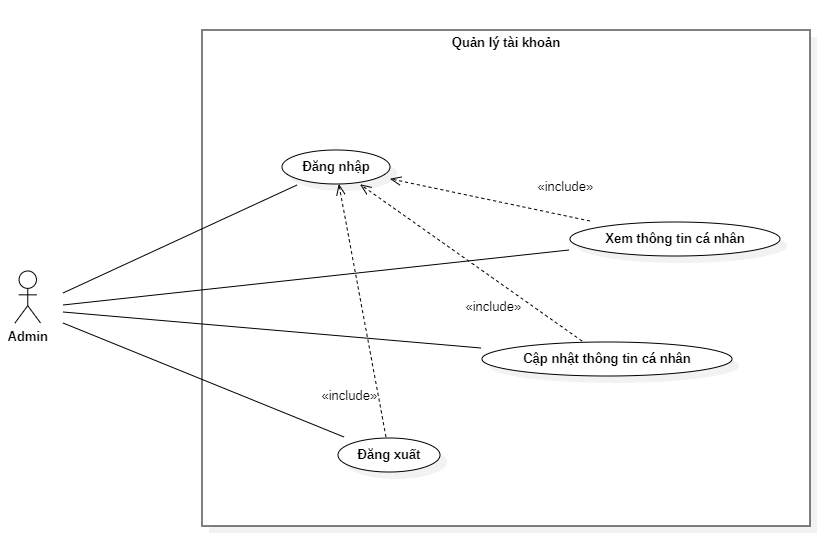 Quản lý tài khoản
Đăng nhập
«include»
Xem thông tin cá nhân
«include»
Admin
Cập nhật thông tin cá nhân
«include»
Đăng xuất